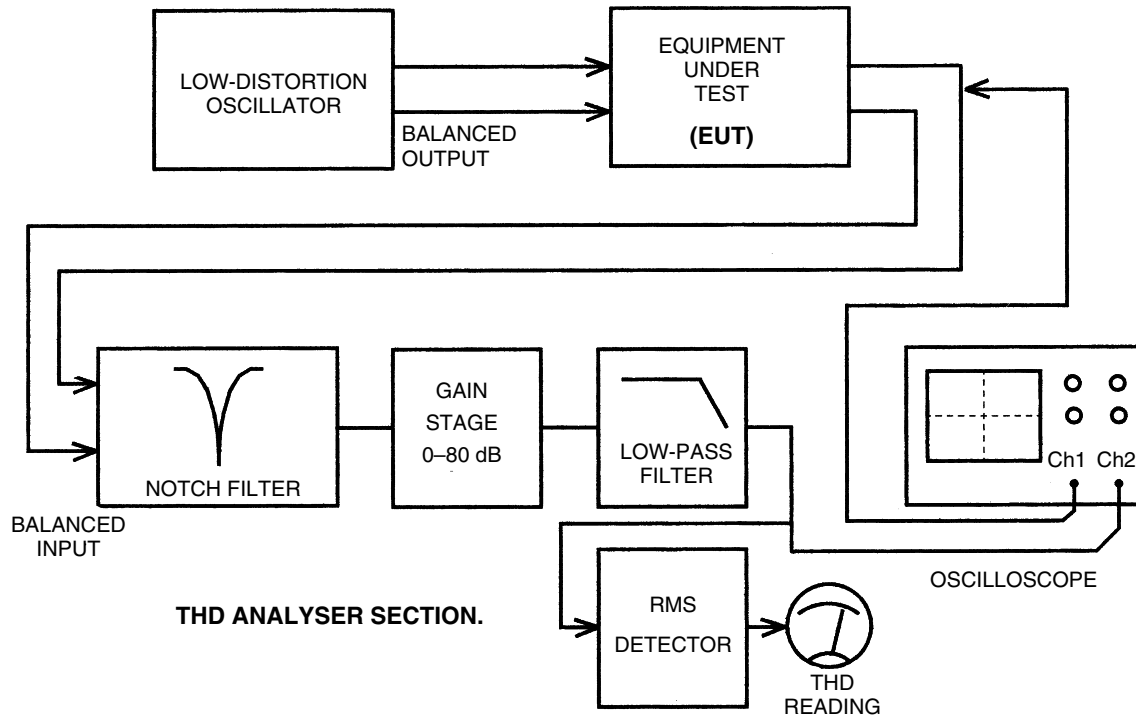 LOW-DISTORTION
OSCILLATOR
BALANCED
OUTPUT
EQUIPMENT
UNDER
TEST
(EUT)
NOTCH FILTER
BALANCED
INPUT
GAIN
STAGE
0–80 dB
LOW-PASS
FILTER
Ch1 Ch2
OSCILLOSCOPE
THD ANALYSER SECTION.
RMS
DETECTOR
THD
READING